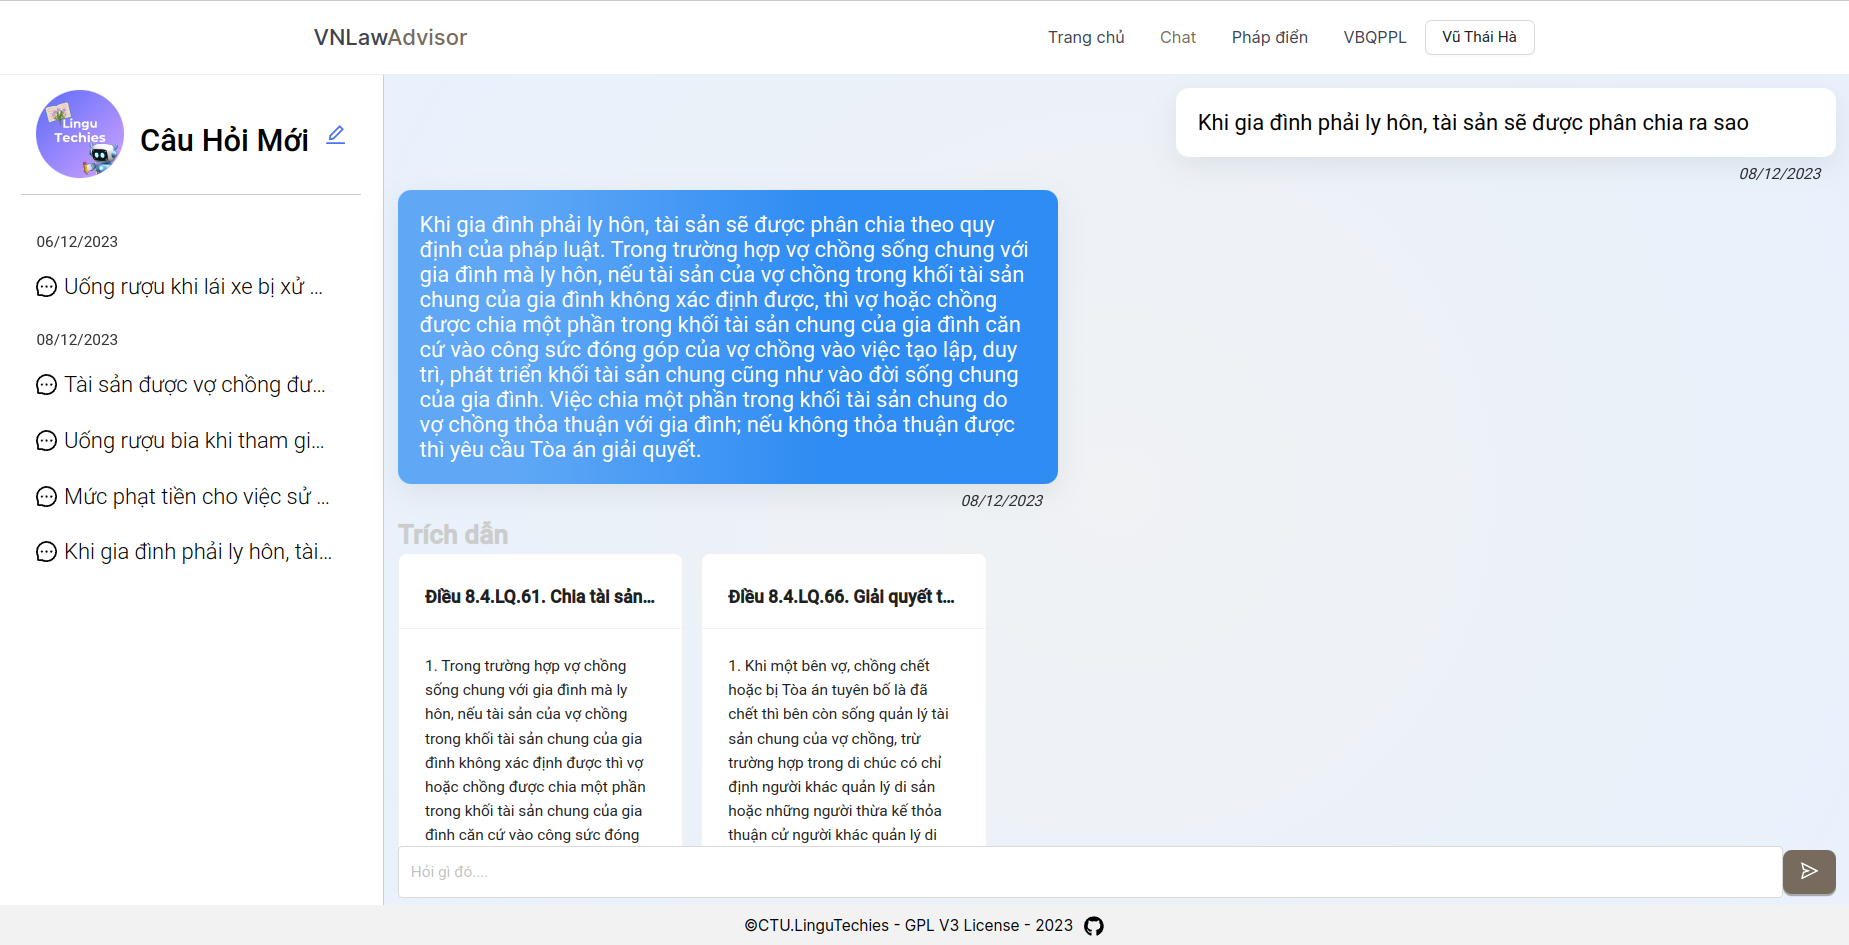 VNLawAdvisor
Trang chủ
Chat
Pháp điển
VBQPPL
Vũ Thái Hà
Lingu
Techies
Câu Hỏi Mới
06/12/2023
Uống rượu khi lái xe bị xử ...
08/12/2023
Tài sản được vợ chồng đư...
Uống rượu bia khi tham gi...
Mức phạt tiền cho việc sử ...
Khi gia đình phải ly hôn, tài...
Khi gia đình phải ly hôn, tài sản sẽ được phân chia ra sao
08/12/2023
Khi gia đình phải ly hôn, tài sản sẽ được phân chia theo quy
định của pháp luật. Trong trường hợp vợ chồng sống chung với
gia đình mà ly hôn, nếu tài sản của vợ chồng trong khối tài sản
chung của gia đình không xác định được, thì vợ hoặc chồng
được chia một phần trong khối tài sản chung của gia đình căn
cứ vào công sức đóng góp của vợ chồng vào việc tạo lập, duy
trì, phát triển khối tài sản chung cũng như vào đời sống chung
của gia đình. Việc chia một phần trong khối tài sản chung do
vợ chồng thỏa thuận với gia đình; nếu không thỏa thuận được
thì yêu cầu Tòa án giải quyết.
08/12/2023
Trích dẫn
Điều 8.4.LQ.61. Chia tài sản...
1. Trong trường hợp vợ chồng
sống chung với gia đình mà ly
hôn, nếu tài sản của vợ chồng
trong khối tài sản chung của gia
đình không xác định được thì vợ
hoặc chồng được chia một phần
trong khối tài sản chung của gia
đình căn cứ vào công sức đóng
Điều 8.4.LQ.66. Giải quyết t...
1. Khi một bên vợ, chồng chết
hoặc bị Tòa án tuyên bố là đã
chết thì bên còn sống quản lý tài
sản chung của vợ chồng, trừ
trường hợp trong di chúc có chỉ
định người khác quản lý di sản
hoặc những người thừa kế thỏa
thuận cử người khác quản lý di
Hỏi gì đó....
©CTU.LinguTechies - GPL V3 License - 2023